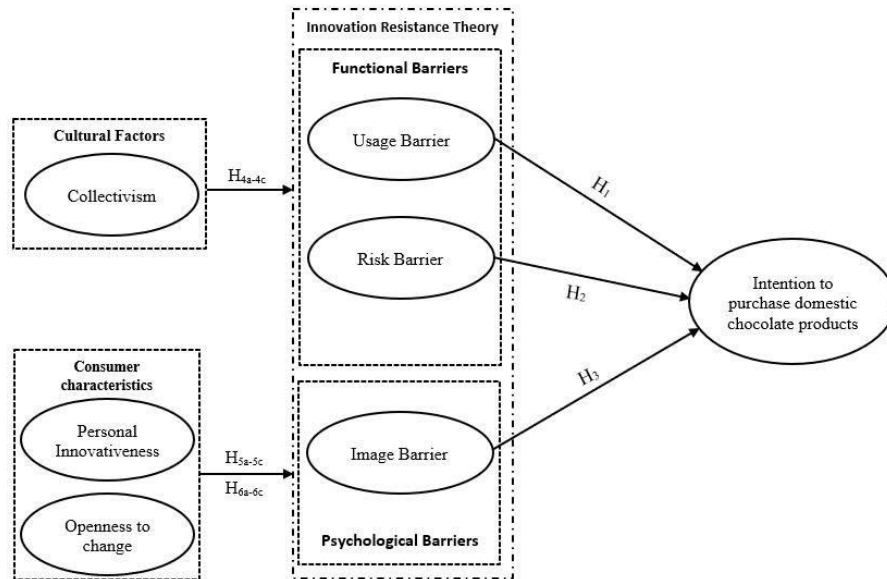 Innovation Resistance Theory
Functional Barriers
Usage Barrier
Risk Barrier
Cultural Factors
Collectivism
H4a-4c
H1
H2
H3
Intention to
purchase domestic
chocolate products
Consumer
characteristics
Personal
Innovativeness
Openness to
change
H5a-5c
H6a-6c
Image Barrier
Psychological Barriers